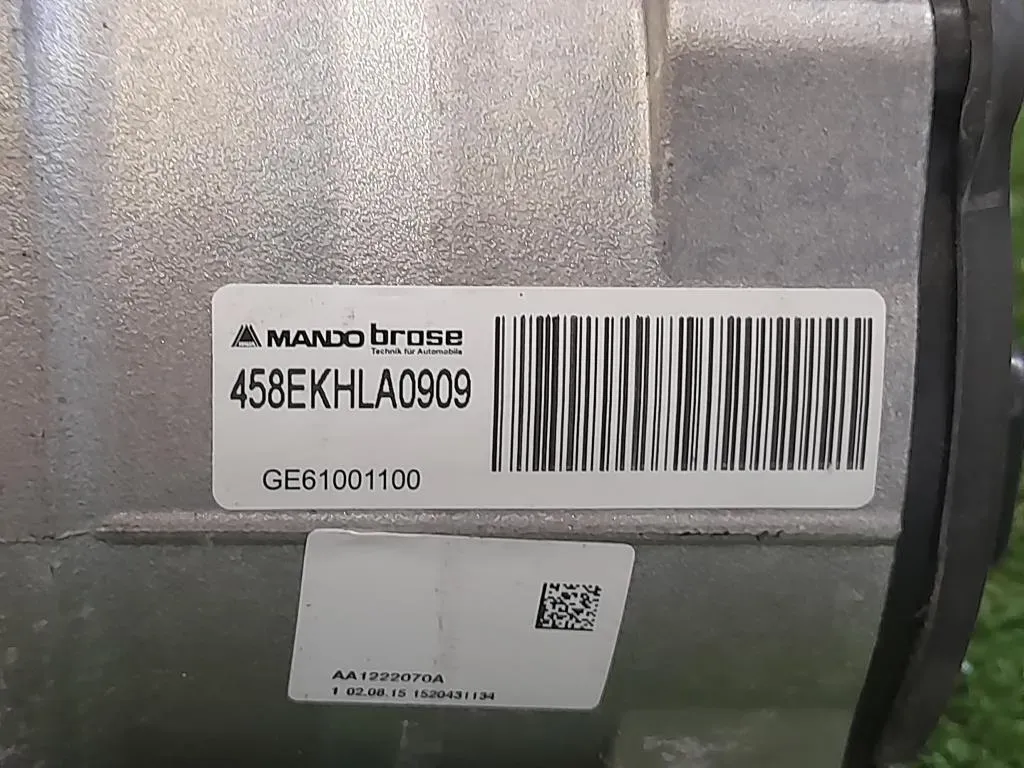 MANDO brose
Technik für Automobile
458EKHLA0909
GE61001100
AA1222070A
1 02.08.15 1520431134